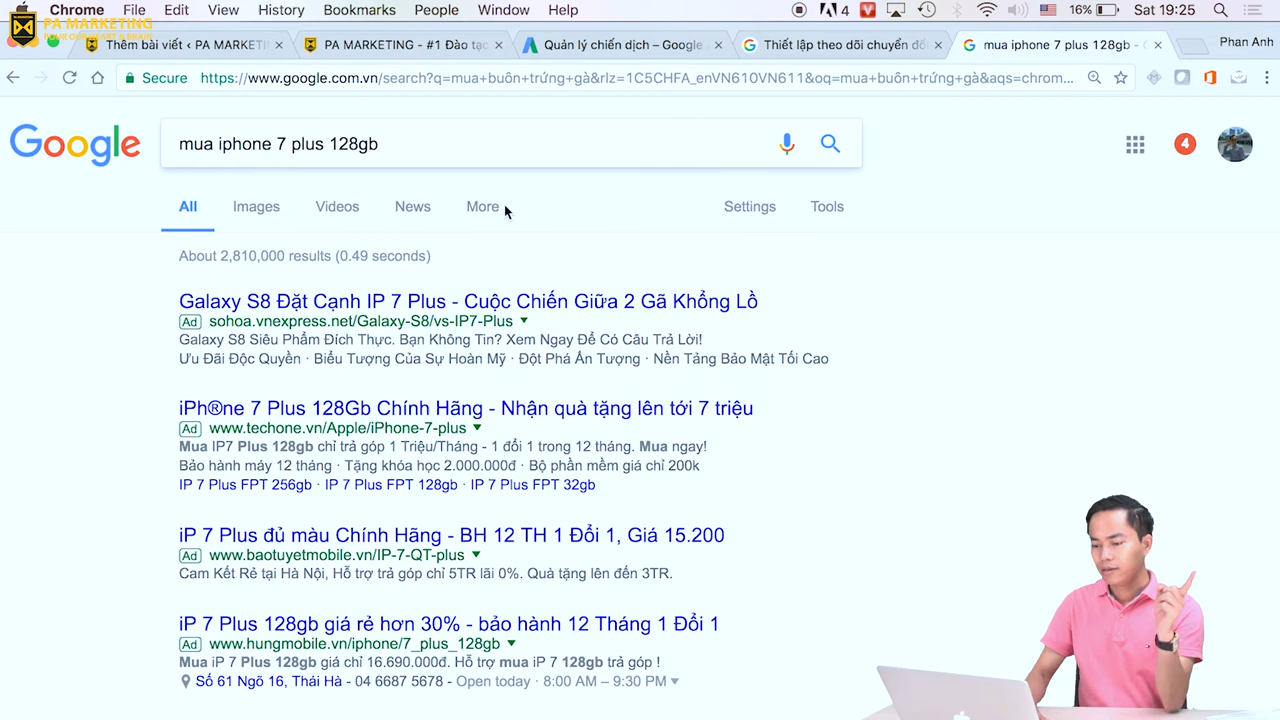 Chrome File Edit View History Bookmarks People Window Help
4
16%
Sat 19:25
PA MARKETING
Thêm bài viết ‹ PA MARKETI
PA MARKETING - #1 Đào tạ
Quản lý chiến dịch – Google
Thiết lập theo dõi chuyển đổ
mua iphone 7 plus 128gb -
Phan Anh
Secure https://www.google.com.vn/search?q=mua+buôn+trứng+gà&rlz=1C5CHFA_enVN610VN611&oq=mua+buôn+trứng+gà&aqs=chrom...
Google
mua iphone 7 plus 128gb
4
All Images Videos News More Settings Tools
About 2,810,000 results (0.49 seconds)
Galaxy S8 Đặt Cạnh IP 7 Plus - Cuộc Chiến Giữa 2 Gã Khổng Lồ
Ad sohoa.vnexpress.net/Galaxy-S8/vs-IP7-Plus
Galaxy S8 Siêu Phẩm Đích Thực. Bạn Không Tin? Xem Ngay Để Có Câu Trả Lời!
Ưu Đãi Độc Quyền · Biểu Tượng Của Sự Hoàn Mỹ · Đột Phá Ấn Tượng · Nền Tảng Bảo Mật Tối Cao
iPh®ne 7 Plus 128Gb Chính Hãng - Nhận quà tặng lên tới 7 triệu
Ad www.techone.vn/Apple/iPhone-7-plus
Mua IP7 Plus 128gb chỉ trả góp 1 Triệu/Tháng - 1 đổi 1 trong 12 tháng. Mua ngay!
Bảo hành máy 12 tháng · Tặng khóa học 2.000.000đ · Bộ phần mềm giá chỉ 200k
IP 7 Plus FPT 256gb · IP 7 Plus FPT 128gb · IP 7 Plus FPT 32gb
iP 7 Plus đủ màu Chính Hãng - BH 12 TH 1 Đổi 1, Giá 15.200
Ad www.baotuyetmobile.vn/IP-7-QT-plus
Cam Kết Rẻ tại Hà Nội, Hỗ trợ trả góp chỉ 5TR lãi 0%. Quà tặng lên đến 3TR.
iP 7 Plus 128gb giá rẻ hơn 30% - bảo hành 12 Tháng 1 Đổi 1
Ad www.hungmobile.vn/iphone/7_plus_128gb
Mua iP 7 Plus 128gb giá chỉ 16.690.000đ. Hỗ trợ mua iP 7 128gb trả góp !
Số 61 Ngõ 16, Thái Hà - 04 6687 5678 - Open today · 8:00 AM – 9:30 PM